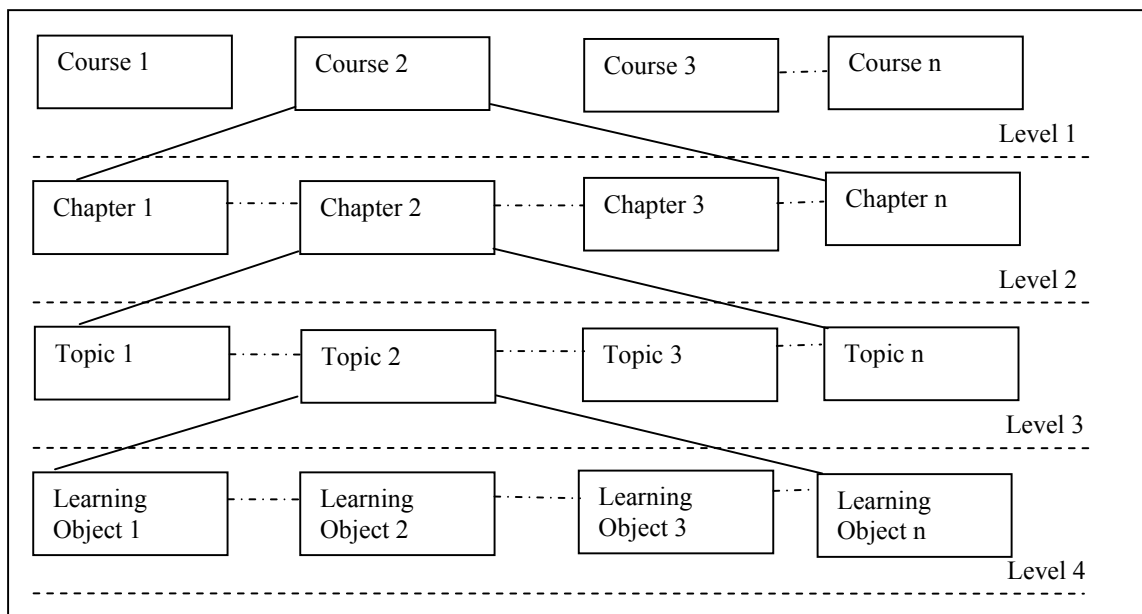 Course 1
Course 2
Course 3
Course n
Level 1
Chapter 1
Chapter 2
Chapter 3
Chapter n
Level 2
Topic 1
Topic 2
Topic 3
Topic n
Level 3
Learning
Object 1
Learning
Object 2
Learning
Object 3
Learning
Object n
Level 4